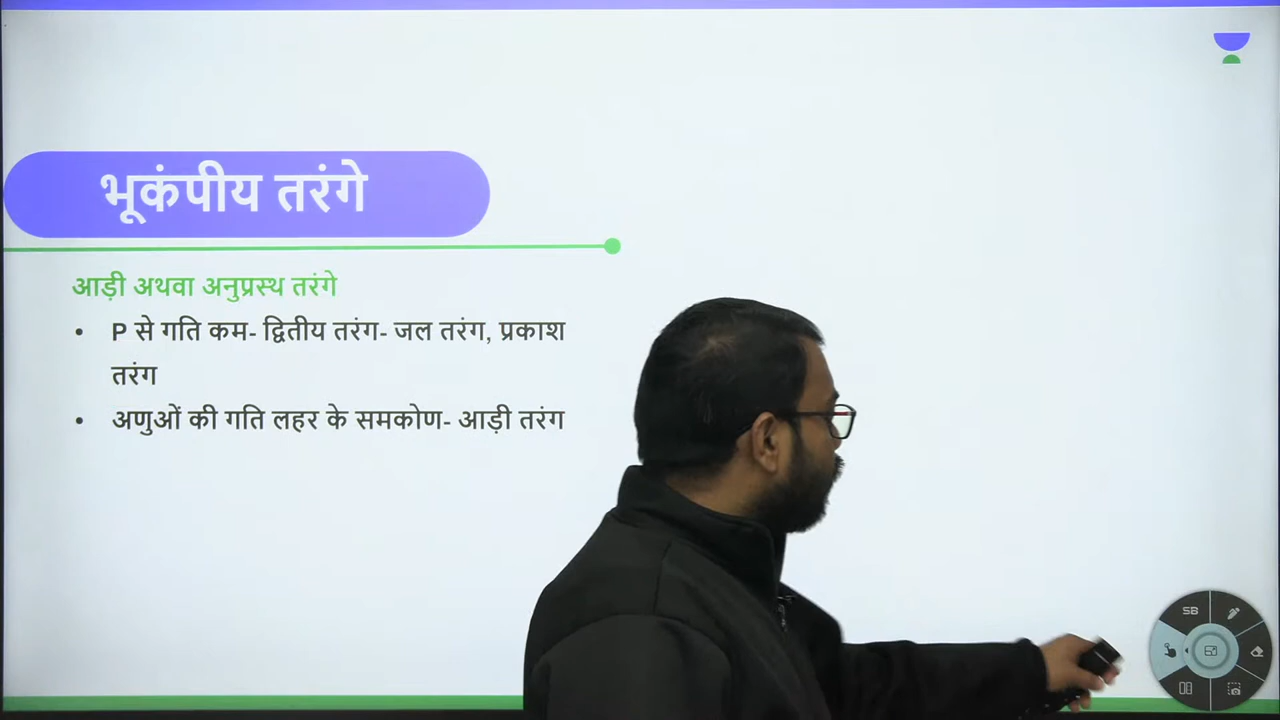 भूकंपीय तरंगे
आड़ी अथवा अनुप्रस्थ तरंगे
• P से गति कम- द्वितीय तरंग- जल तरंग, प्रकाश
तरंग
• अणुओं की गति लहर के समकोण- आड़ी तरंग
SB